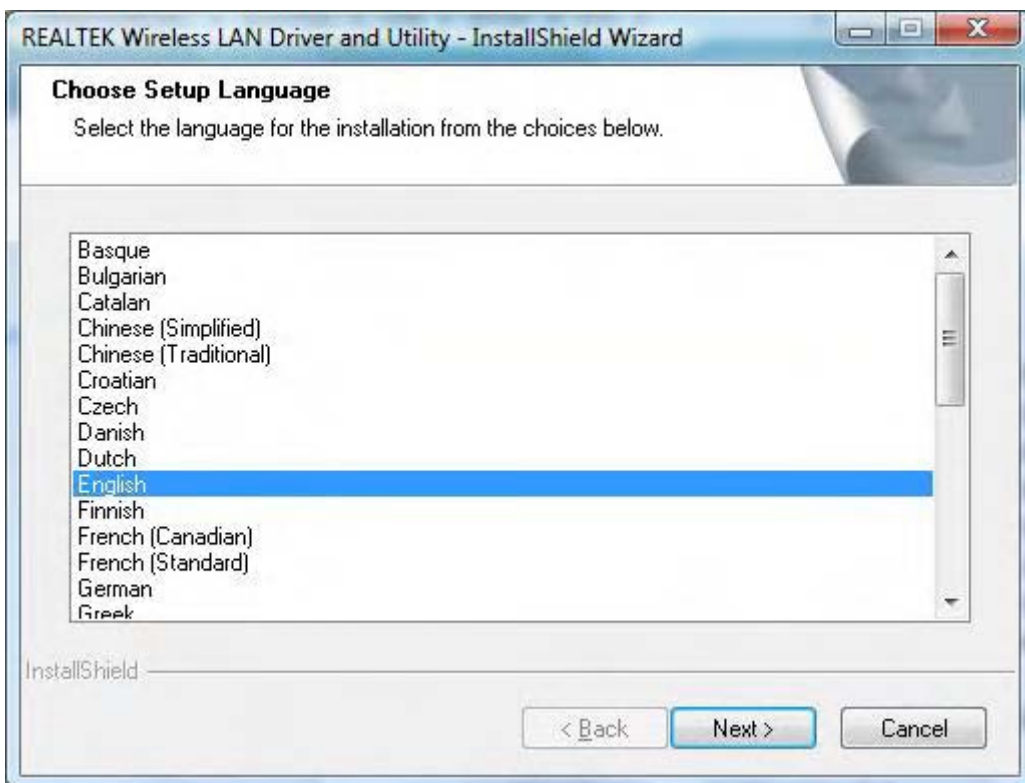 REALTEK Wireless LAN Driver and Utility - InstallShield Wizard
Choose Setup Language
Select the language for the installation from the choices below.
Basque
Bulgarian
Catalan
Chinese (Simplified)
Chinese (Traditional)
Croatian
Czech
Danish
Dutch
English
Finnish
French (Canadian)
French (Standard)
German
Greek
InstallShield
< Back Next > Cancel